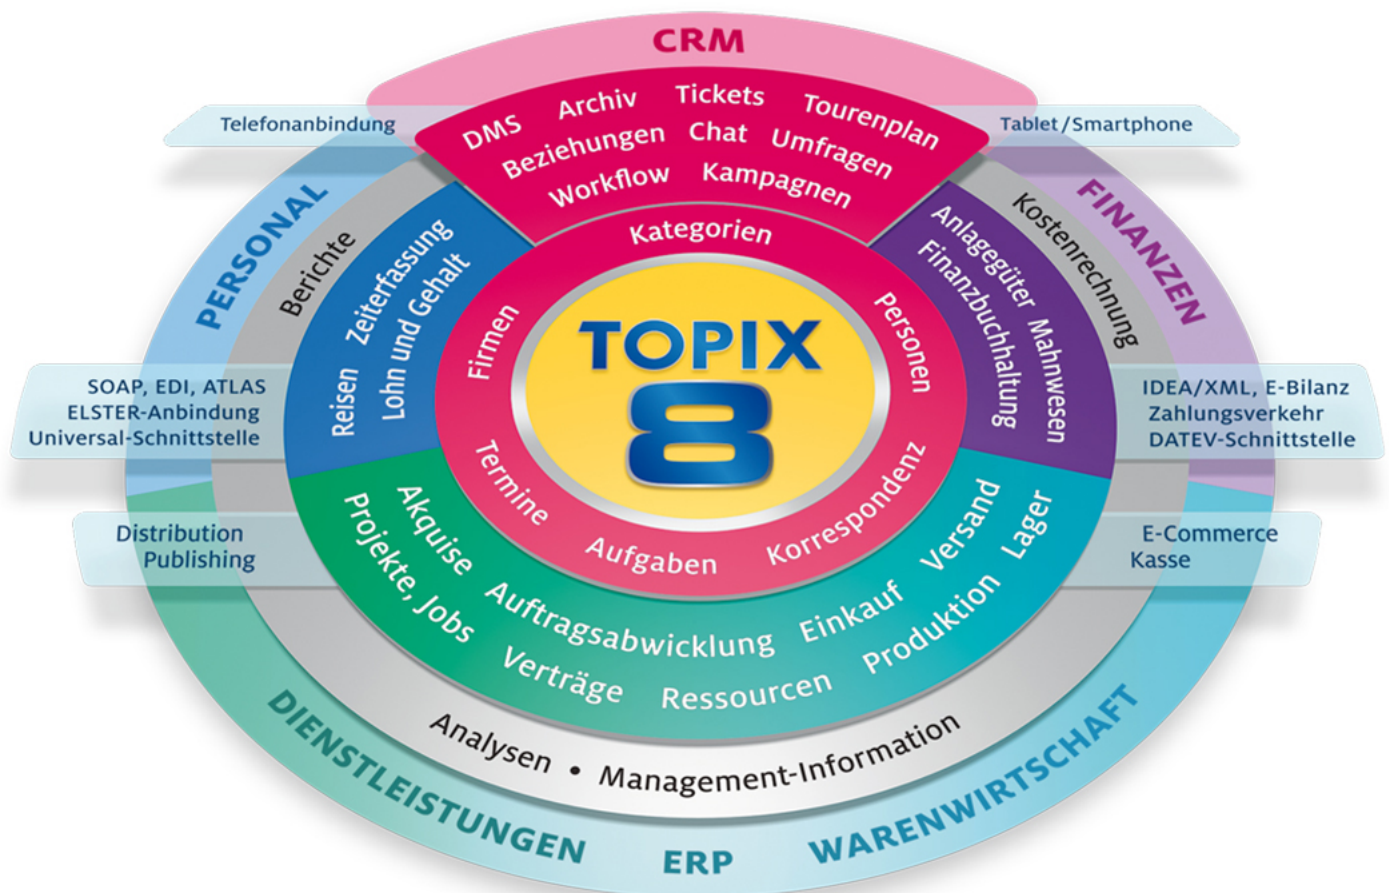 CRM
DMS Archiv Tickets Tourenplan
Beziehungen Chat Umfragen
Workflow Kampagnen
Telefonanbindung
Tablet/Smartphone
PERSONAL
Berichte
Zeiterfassung
Reisen
Lohn und Gehalt
FINANZEN
Kostenrechnung
Anlagegüter Mahnwesen
Finanzbuchhaltung
Kategorien
Firmen
Personen
TOPIX
8
Termine
Aufgaben
Korrespondenz
SOAP, EDI, ATLAS
ELSTER-Anbindung
Universal-Schnittstelle
IDEA/XML, E-Bilanz
Zahlungsverkehr
DATEV-Schnittstelle
Distribution
Publishing
E-Commerce
Kasse
Akquise Auftragsabwicklung Einkauf Versand
Projekte, Jobs Verträge Ressourcen Produktion Lager
Analysen • Management-Information
DIENSTLEISTUNGEN ERP WARENWIRTSCHAFT